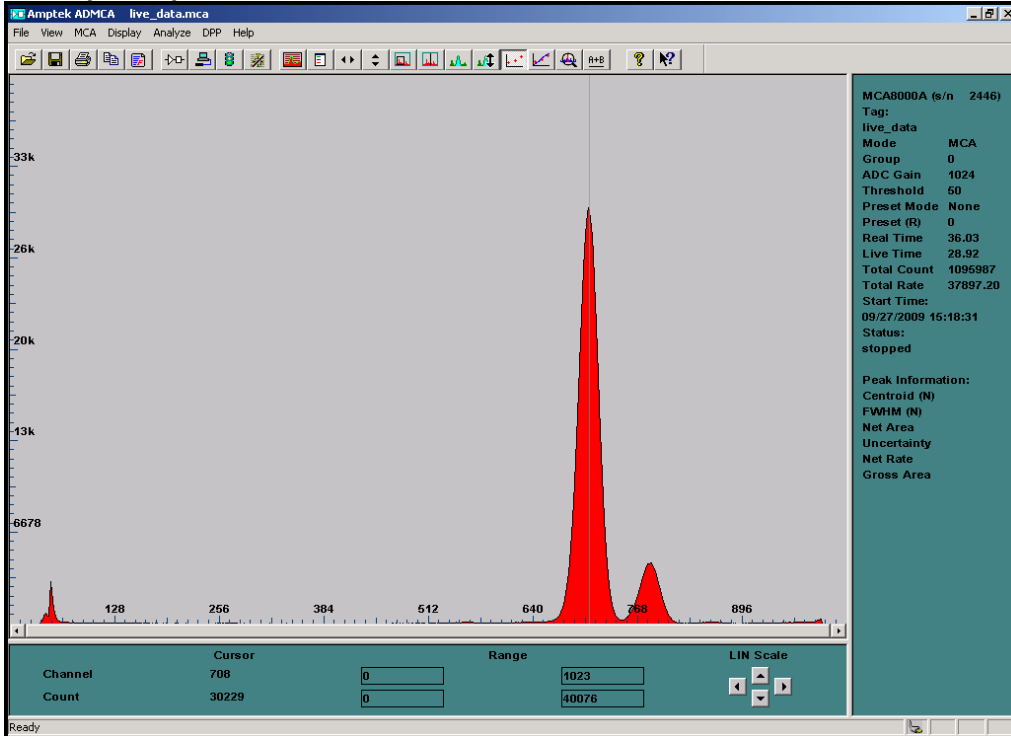 Amptek ADMCA live_data.mca
File View MCA Display Analyze DPP Help
A+B
33k
26k
20k
13k
6678
128 256 384 512 640 768 896
MCA8000A (s/n 2446)
Tag:
live_data
Mode MCA
Group 0
ADC Gain 1024
Threshold 50
Preset Mode None
Preset (R) 0
Real Time 36.03
Live Time 28.92
Total Count 1095987
Total Rate 37897.20
Start Time:
09/27/2009 15:18:31
Status:
stopped
Peak Information:
Centroid (N)
FWHM (N)
Net Area
Uncertainty
Net Rate
Gross Area
Cursor Range LIN Scale
Channel 708 0 1023
Count 30229 0 40076
Ready